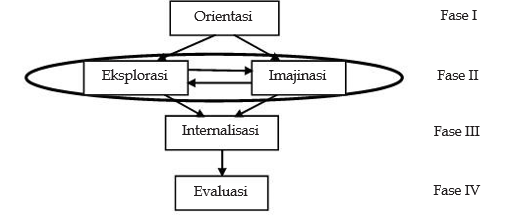 Orientasi Fase I
Eksplorasi Imajinasi Fase II
Internalisasi Fase III
Evaluasi Fase IV